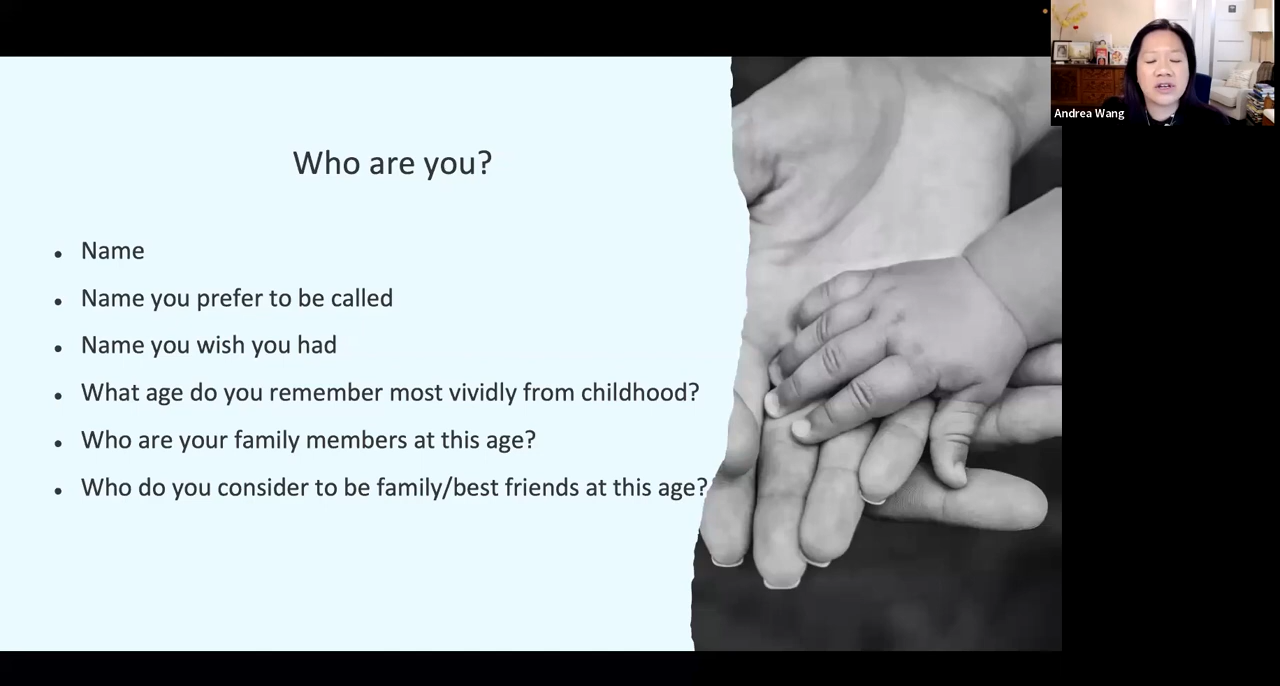 Andrea Wang
Who are you?
• Name
• Name you prefer to be called
• Name you wish you had
• What age do you remember most vividly from childhood?
• Who are your family members at this age?
• Who do you consider to be family/best friends at this age?